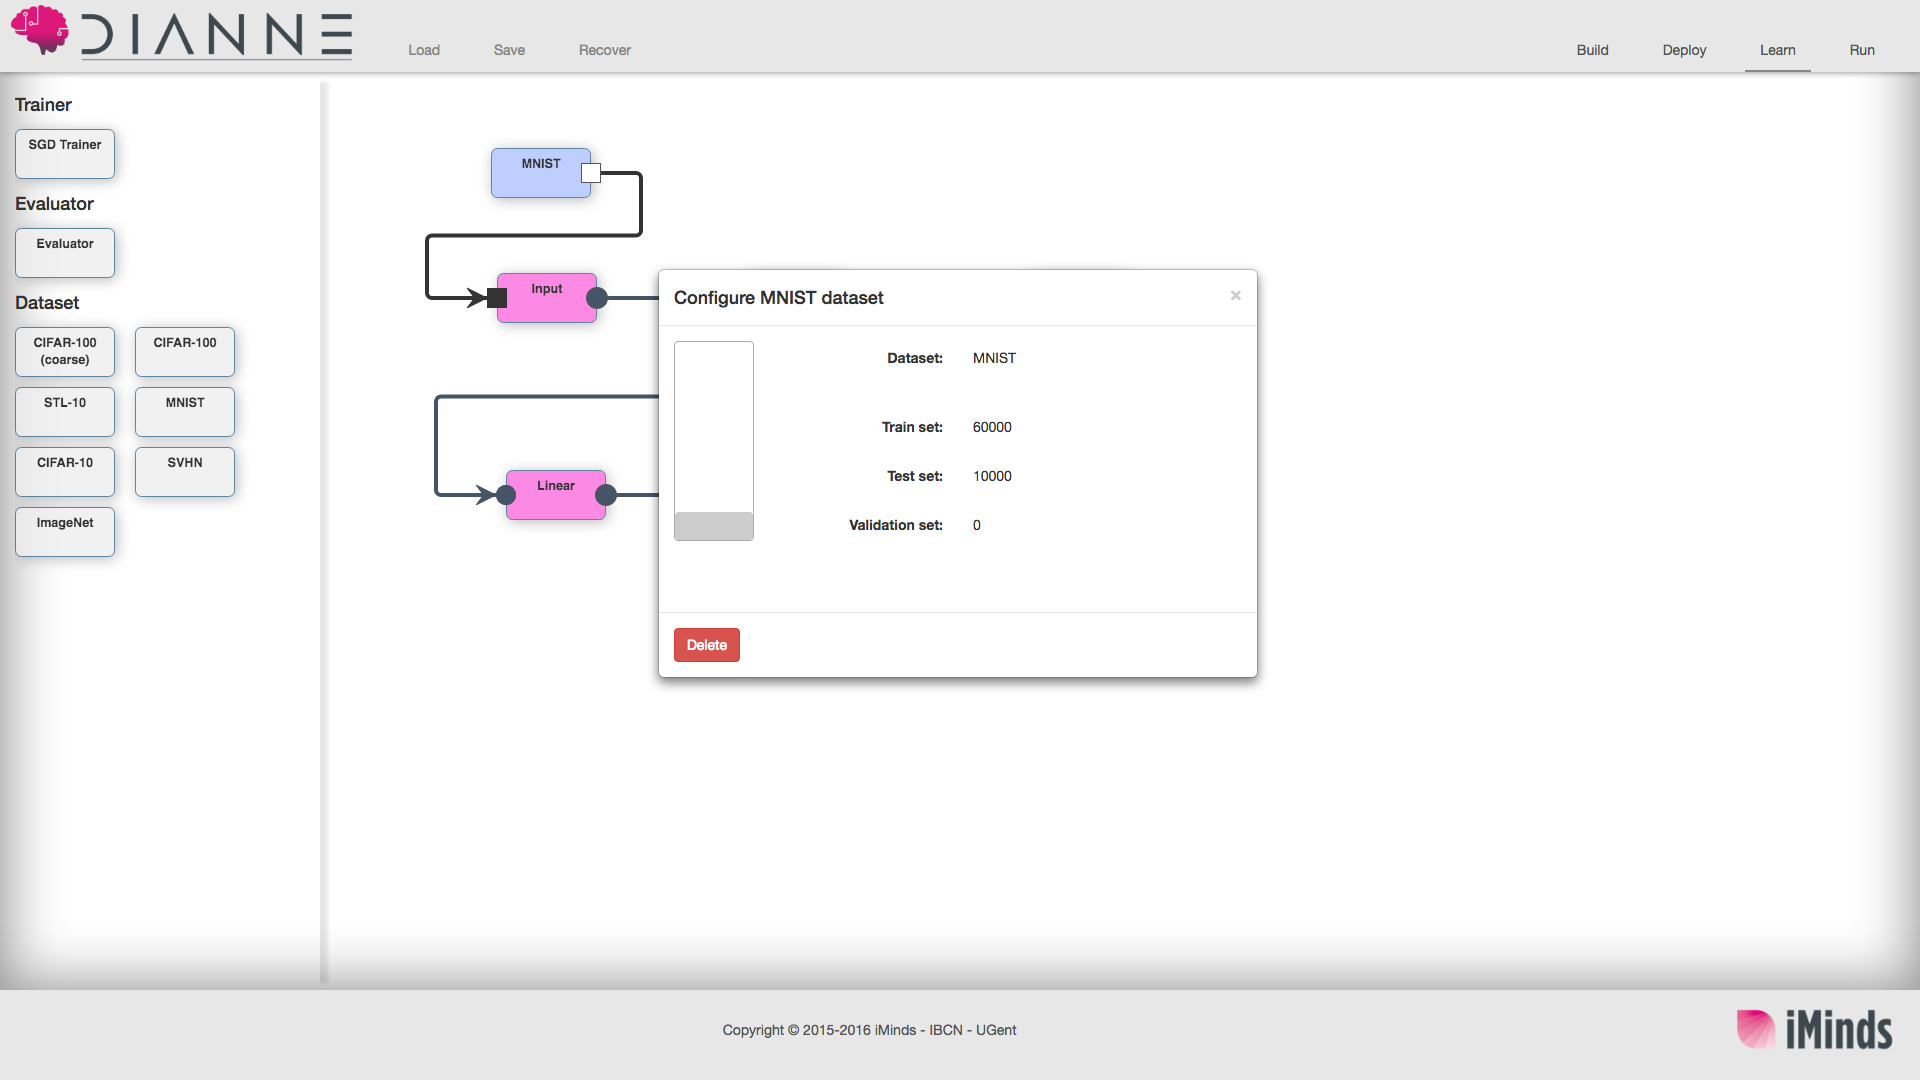 DIANNE
Load Save Recover Build Deploy Learn Run
Trainer
SGD Trainer
Evaluator
Evaluator
Dataset
CIFAR-100
(coarse)
CIFAR-100
STL-10
MNIST
CIFAR-10
SVHN
ImageNet
MNIST
Input
Linear
Configure MNIST dataset ×
Dataset: MNIST
Train set: 60000
Test set: 10000
Validation set: 0
Delete
Copyright © 2015-2016 iMinds - IBCN - UGent
iMinds